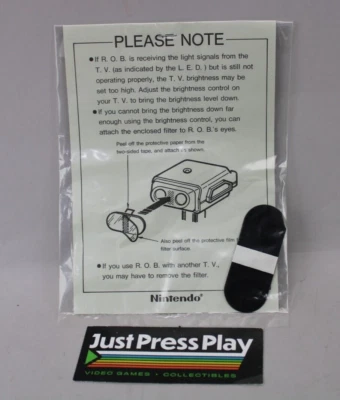 PLEASE NOTE
• If R. O. B. is receiving the light signals from the
T. V. (as indicated by the L. E. D. ) but is still not
operating properly, the T. V. brightness may be
set too high. Adjust the brightness control on
your T. V. to bring the brightness level down.
• If you cannot bring the brightness down far
enough using the brightness control, you can
attach the enclosed filter to R. O. B.'s eyes.
Peel off the protective paper from the
two-sided tape, and attach as shown.
Also peel off the protective film
filter surface.
• If you use R. O. B. with another T. V.,
you may have to remove the filter.
Nintendo®
Just Press Play
VIDEO GAMES • COLLECTIBLES